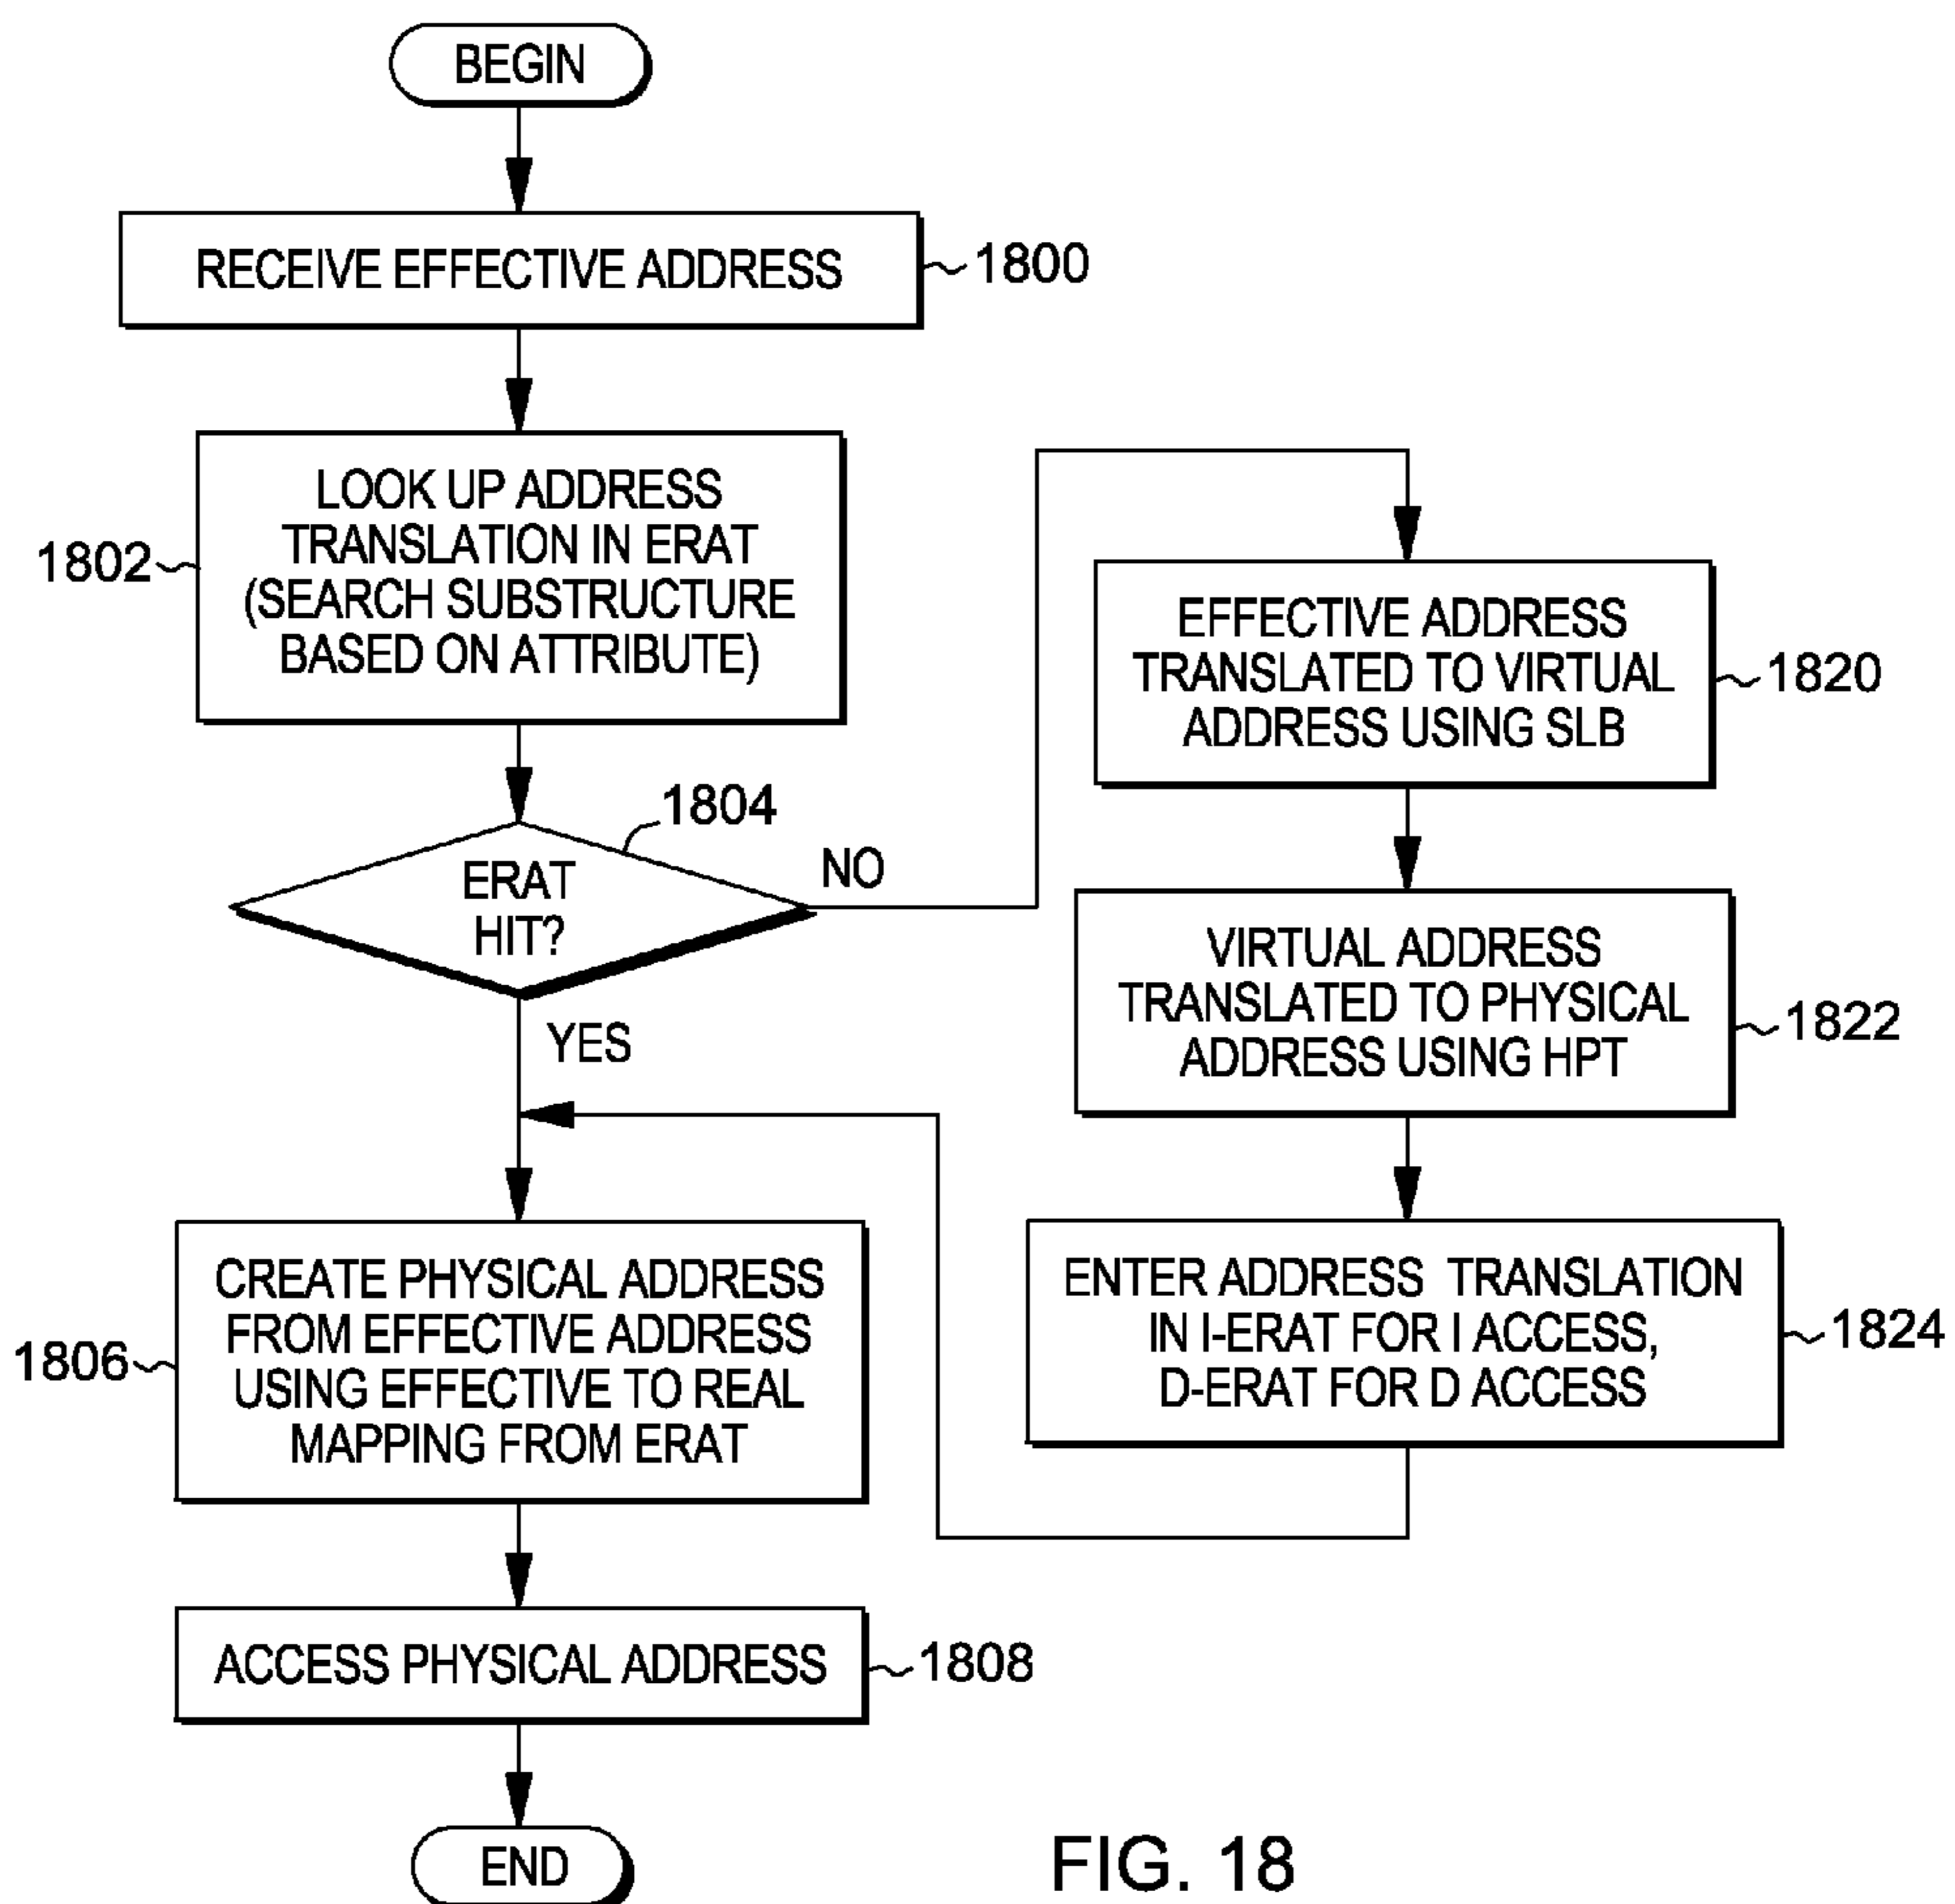 BEGIN
RECEIVE EFFECTIVE ADDRESS
1800
LOOK UP ADDRESS
TRANSLATION IN ERAT
(SEARCH SUBSTRUCTURE
BASED ON ATTRIBUTE)
1802
1804
ERAT
HIT?
NO
YES
EFFECTIVE ADDRESS
TRANSLATED TO VIRTUAL
ADDRESS USING SLB
1820
VIRTUAL ADDRESS
TRANSLATED TO PHYSICAL
ADDRESS USING HPT
1822
ENTER ADDRESS TRANSLATION
IN I-ERAT FOR I ACCESS,
D-ERAT FOR D ACCESS
1824
CREATE PHYSICAL ADDRESS
FROM EFFECTIVE ADDRESS
USING EFFECTIVE TO REAL
MAPPING FROM ERAT
1806
ACCESS PHYSICAL ADDRESS
1808
END
FIG. 18